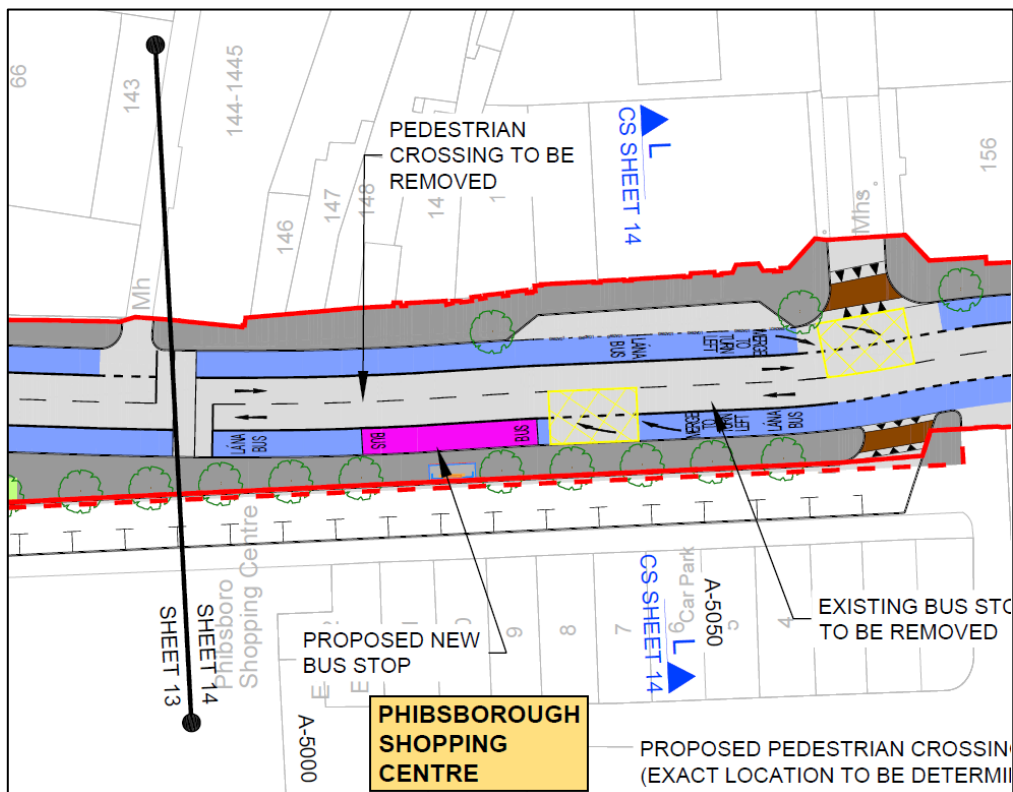 66
143
144-1445
146
147
148
14
1
Mh
PEDESTRIAN
CROSSING TO BE
REMOVED
L
CS SHEET 14
Mhs
156
LÁNA
BUS
MERGE
TO
TURN
LEFT
LÁNA
BUS
BUS
BUS
MERGE
TO
TURN
LEFT
LÁNA
BUS
SHEET 13
SHEET 14
Phibsboro
Shopping Centre
PROPOSED NEW
BUS STOP
E
E
9
8
7
6
5
4
Car Park
A-5050
L
CS SHEET 14
EXISTING BUS STO
TO BE REMOVED
A-5000
PHIBSBOROUGH
SHOPPING
CENTRE
PROPOSED PEDESTRIAN CROSSING
(EXACT LOCATION TO BE DETERMI